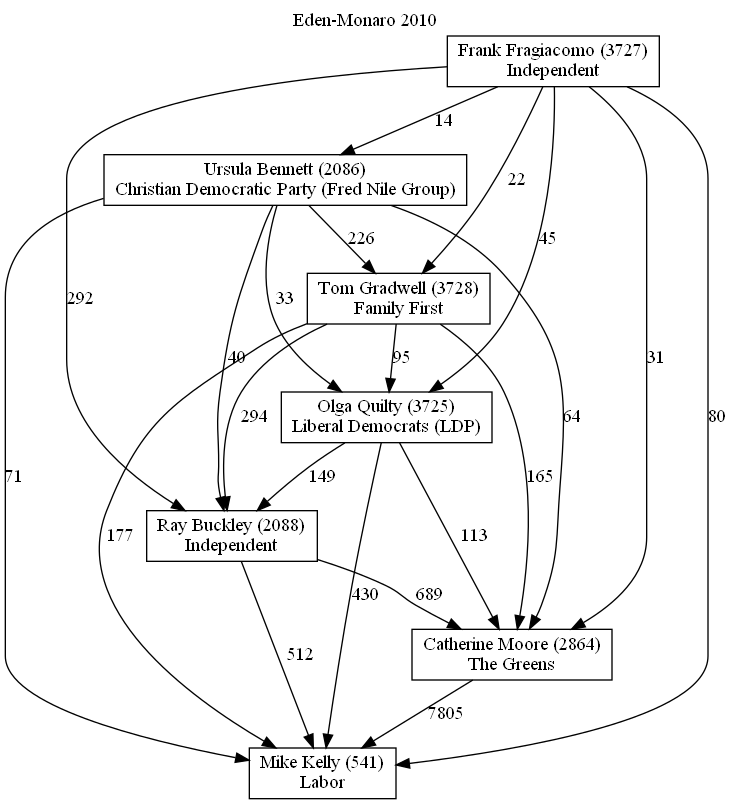 Eden-Monaro 2010
Frank Fragiacomo (3727)
Independent
14
Ursula Bennett (2086)
Christian Democratic Party (Fred Nile Group)
22
226
45
Tom Gradwell (3728)
Family First
292
33
40
95
31
Olga Quilty (3725)
Liberal Democrats (LDP)
294
64
80
149
165
71
Ray Buckley (2088)
Independent
177
113
430
689
Catherine Moore (2864)
The Greens
512
7805
Mike Kelly (541)
Labor